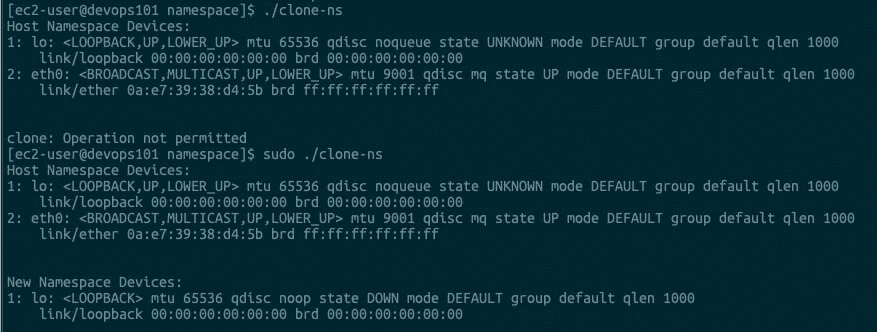 [ec2-user@devops101 namespace]$ ./clone-ns
Host Namespace Devices:
1: lo: <LOOPBACK,UP,LOWER_UP> mtu 65536 qdisc noqueue state UNKNOWN mode DEFAULT group default qlen 1000
    link/loopback 00:00:00:00:00:00 brd 00:00:00:00:00:00
2: eth0: <BROADCAST,MULTICAST,UP,LOWER_UP> mtu 9001 qdisc mq state UP mode DEFAULT group default qlen 1000
    link/ether 0a:e7:39:38:d4:5b brd ff:ff:ff:ff:ff:ff
clone: Operation not permitted
[ec2-user@devops101 namespace]$ sudo ./clone-ns
Host Namespace Devices:
1: lo: <LOOPBACK,UP,LOWER_UP> mtu 65536 qdisc noqueue state UNKNOWN mode DEFAULT group default qlen 1000
    link/loopback 00:00:00:00:00:00 brd 00:00:00:00:00:00
2: eth0: <BROADCAST,MULTICAST,UP,LOWER_UP> mtu 9001 qdisc mq state UP mode DEFAULT group default qlen 1000
    link/ether 0a:e7:39:38:d4:5b brd ff:ff:ff:ff:ff:ff
New Namespace Devices:
1: lo: <LOOPBACK> mtu 65536 qdisc noop state DOWN mode DEFAULT group default qlen 1000
    link/loopback 00:00:00:00:00:00 brd 00:00:00:00:00:00